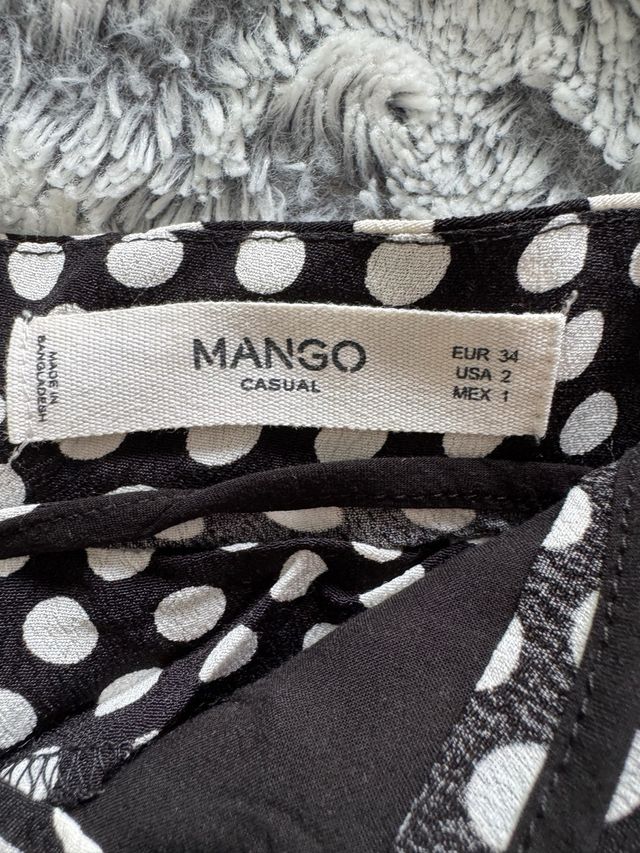 MADE IN
BANGLADESH
MANGO
CASUAL
EUR 34
USA 2
MEX 1